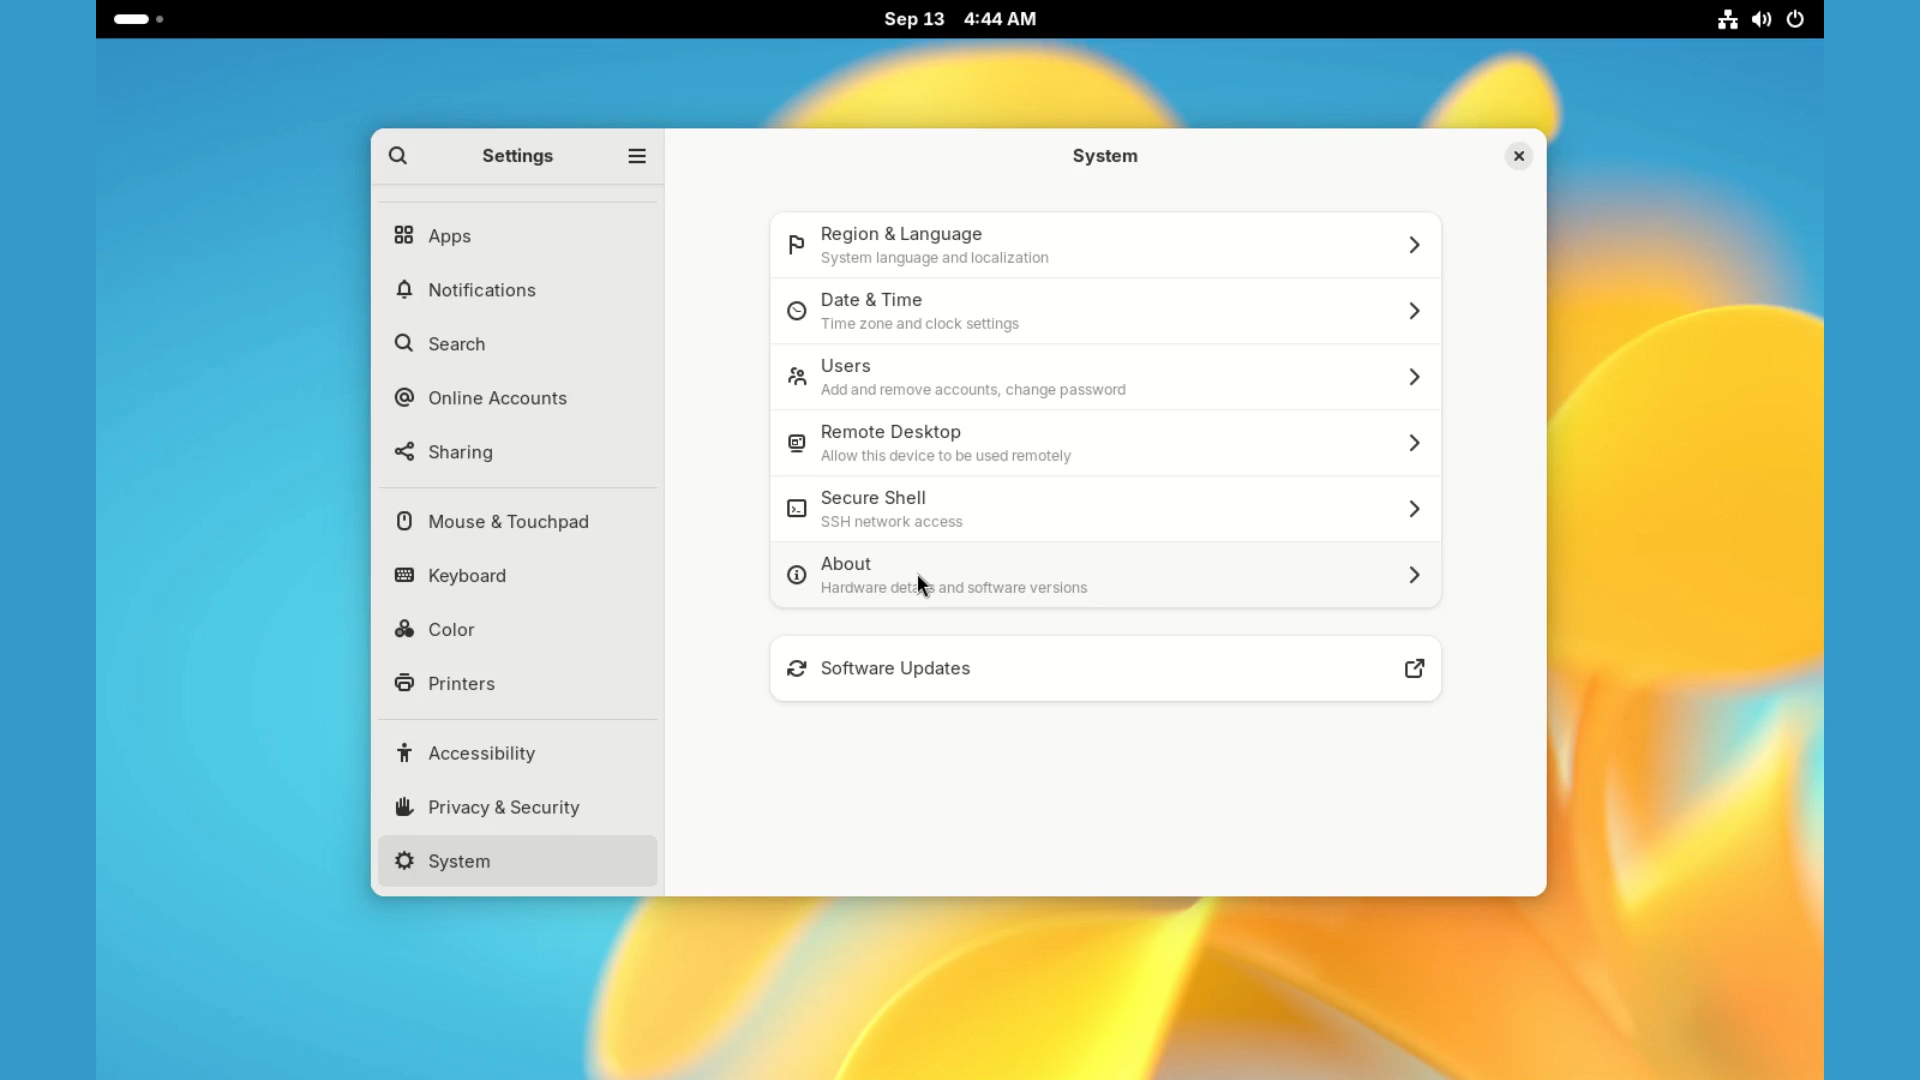 Sep 13 4:44 AM
Settings
System
Apps
Notifications
Search
Online Accounts
Sharing
Mouse & Touchpad
Keyboard
Color
Printers
Accessibility
Privacy & Security
System
Region & Language
System language and localization
Date & Time
Time zone and clock settings
Users
Add and remove accounts, change password
Remote Desktop
Allow this device to be used remotely
Secure Shell
SSH network access
About
Hardware details and software versions
Software Updates